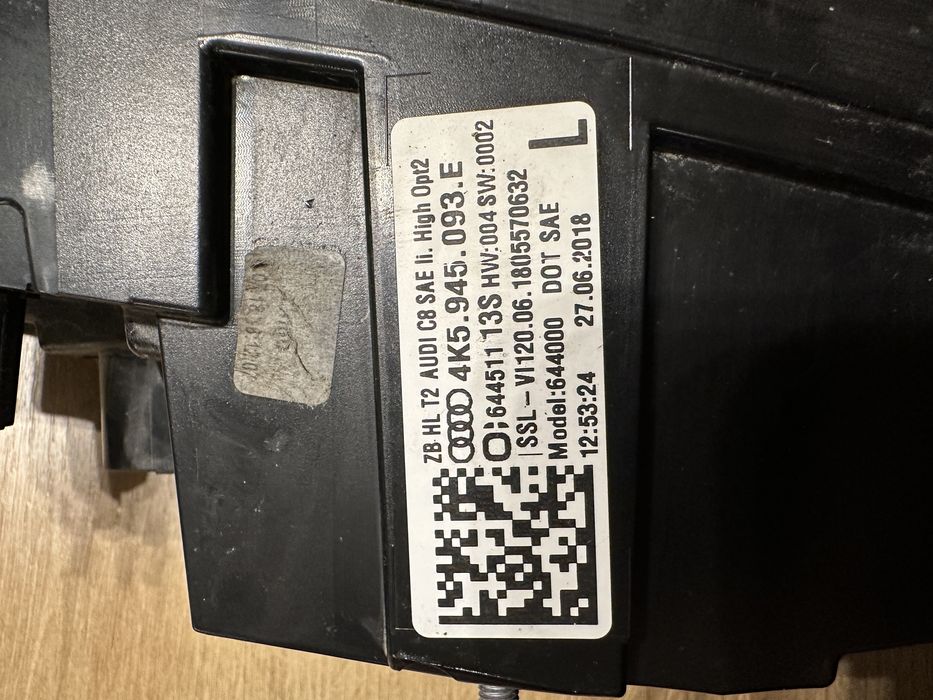 ZB HL T2 AUDI C8 SAE li. High Opt2
4K5.945.093.E
644511 13S HW:004 SW:0002
SSL – VI120.06.1805570632
Model:644000 DOT SAE
12:53:24 27.06.2018
L